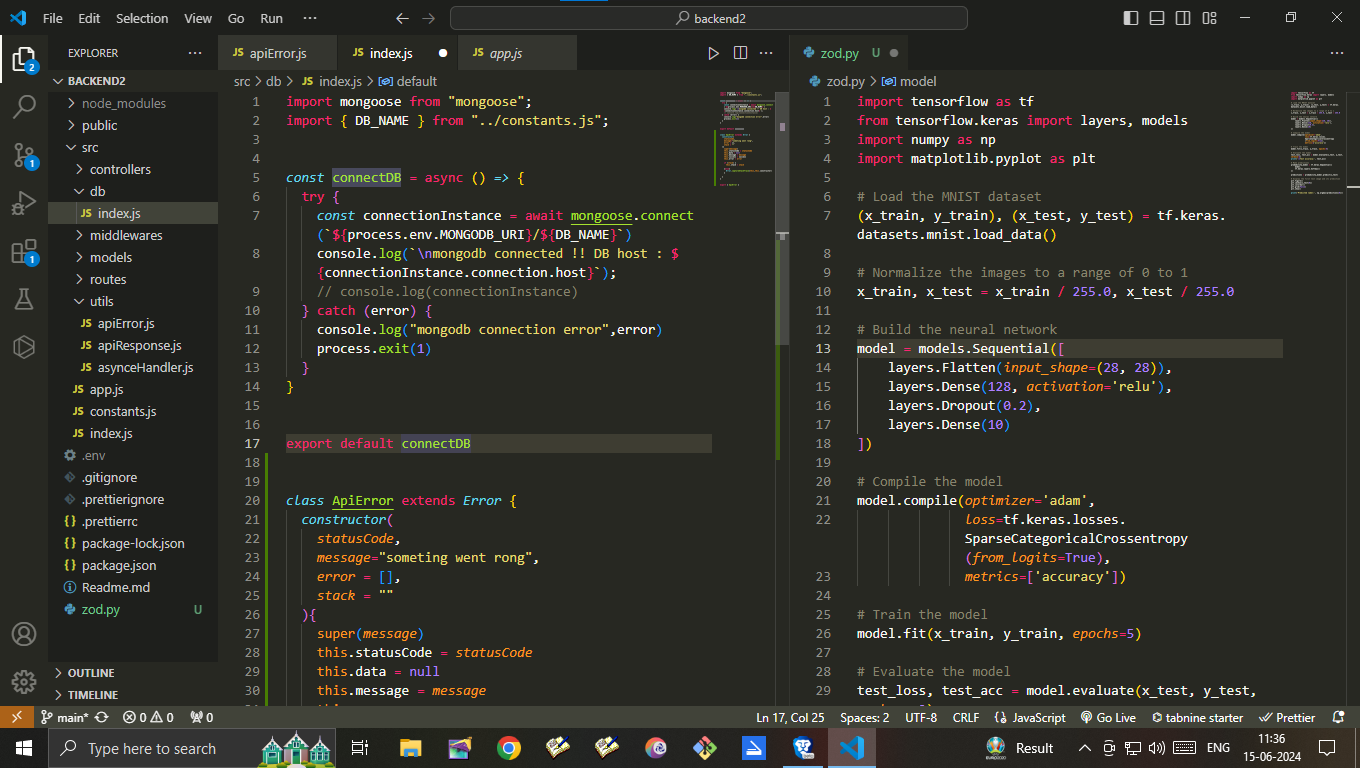 File Edit Selection View Go Run ··· backend2
EXPLORER ···
BACKEND2
node_modules
public
src
controllers
db
JS index.js
middlewares
models
routes
utils
JS apiError.js
JS apiResponse.js
JS asynceHandler.js
JS app.js
JS constants.js
JS index.js
.env
.gitignore
.prettierignore
{} .prettierrc
{} package-lock.json
{} package.json
Readme.md
zod.py U
OUTLINE
TIMELINE
2
1
1
JS apiError.js JS index.js JS app.js
src > db > JS index.js > default
1 import mongoose from "mongoose";
2 import { DB_NAME } from "../constants.js";
3
4
5 const connectDB = async () => {
6 try {
7 const connectionInstance = await mongoose.connect
(`${process.env.MONGODB_URI}/${DB_NAME}`)
8 console.log(`\nmongodb connected !! DB host : $
{connectionInstance.connection.host}`);
9 // console.log(connectionInstance)
10 } catch (error) {
11 console.log("mongodb connection error",error)
12 process.exit(1)
13 }
14 }
15
16
17 export default connectDB
18
19
20 class ApiError extends Error {
21 constructor(
22 statusCode,
23 message="someting went rong",
24 error = [],
25 stack = ""
26 ){
27 super(message)
28 this.statusCode = statusCode
29 this.data = null
30 this.message = message
zod.py U
zod.py > model
1 import tensorflow as tf
2 from tensorflow.keras import layers, models
3 import numpy as np
4 import matplotlib.pyplot as plt
5
6 # Load the MNIST dataset
7 (x_train, y_train), (x_test, y_test) = tf.keras.
datasets.mnist.load_data()
8
9 # Normalize the images to a range of 0 to 1
10 x_train, x_test = x_train / 255.0, x_test / 255.0
11
12 # Build the neural network
13 model = models.Sequential([
14 layers.Flatten(input_shape=(28, 28)),
15 layers.Dense(128, activation='relu'),
16 layers.Dropout(0.2),
17 layers.Dense(10)
18 ])
19
20 # Compile the model
21 model.compile(optimizer='adam',
22 loss=tf.keras.losses.
SparseCategoricalCrossentropy
(from_logits=True),
23 metrics=['accuracy'])
24
25 # Train the model
26 model.fit(x_train, y_train, epochs=5)
27
28 # Evaluate the model
29 test_loss, test_acc = model.evaluate(x_test, y_test,
main* 0 0 0 Ln 17, Col 25 Spaces: 2 UTF-8 CRLF {} JavaScript Go Live tabnine starter Prettier
Type here to search Result ENG 11:36
15-06-2024